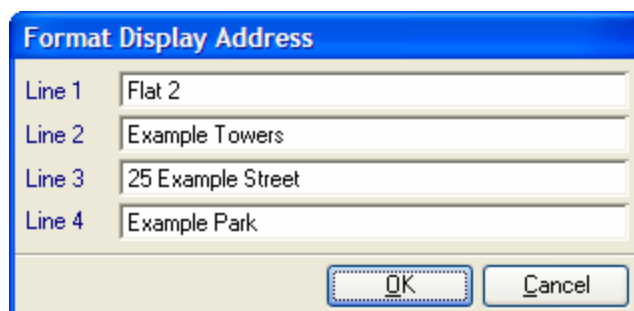 Format Display Address
Line 1 Flat 2
Line 2 Example Towers
Line 3 25 Example Street
Line 4 Example Park
OK Cancel